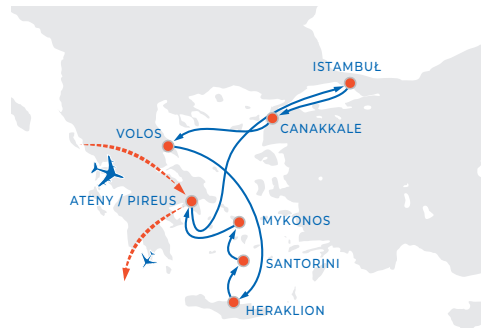 ISTAMBUŁ
CANAKKALE
VOLOS
ATENY / PIREUS
MYKONOS
SANTORINI
HERAKLION